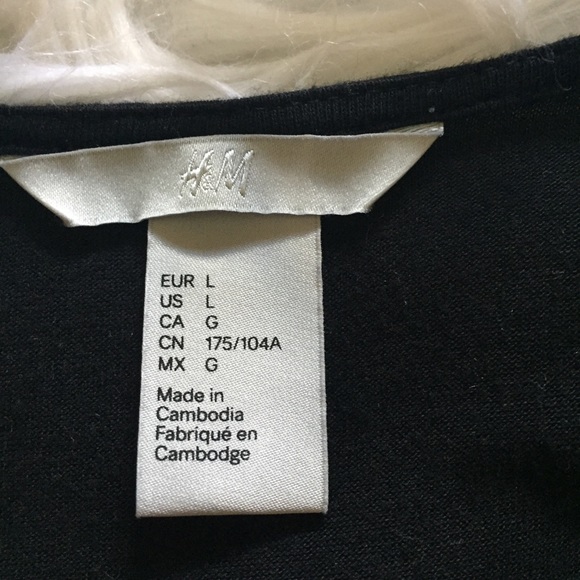 H&M
EUR L
US L
CA G
CN 175/104A
MX G
Made in
Cambodia
Fabriqué en
Cambodge